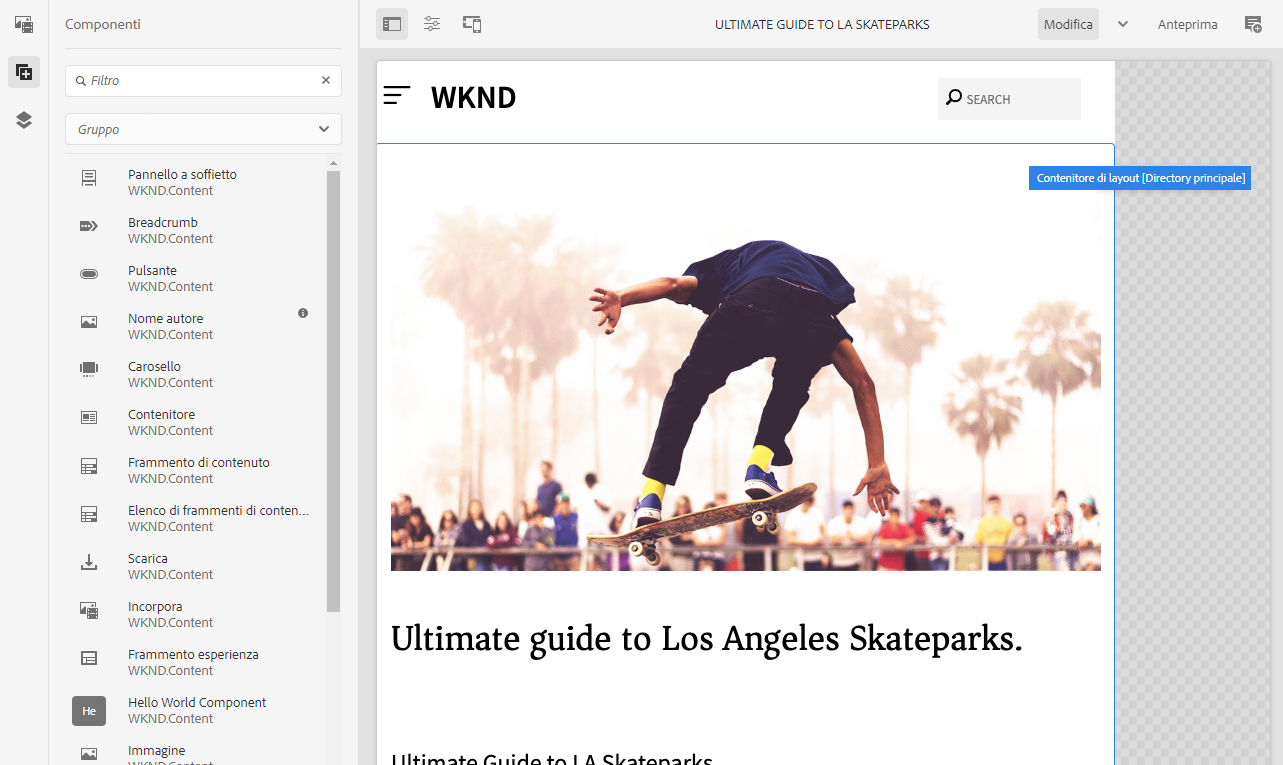 Componenti
ULTIMATE GUIDE TO LA SKATEPARKS
Modifica
Anteprima
Filtro
Gruppo
Pannello a soffietto
WKND.Content
Breadcrumb
WKND.Content
Pulsante
WKND.Content
Nome autore
WKND.Content
Carosello
WKND.Content
Contenitore
WKND.Content
Frammento di contenuto
WKND.Content
Elenco di frammenti di conten...
WKND.Content
Scarica
WKND.Content
Incorpora
WKND.Content
Frammento esperienza
WKND.Content
He
Hello World Component
WKND.Content
Immagine
WKND.Content
WKND
SEARCH
Contenitore di layout [Directory principale]
Ultimate guide to Los Angeles Skateparks.
Ultimate Guide to LA Skateparks